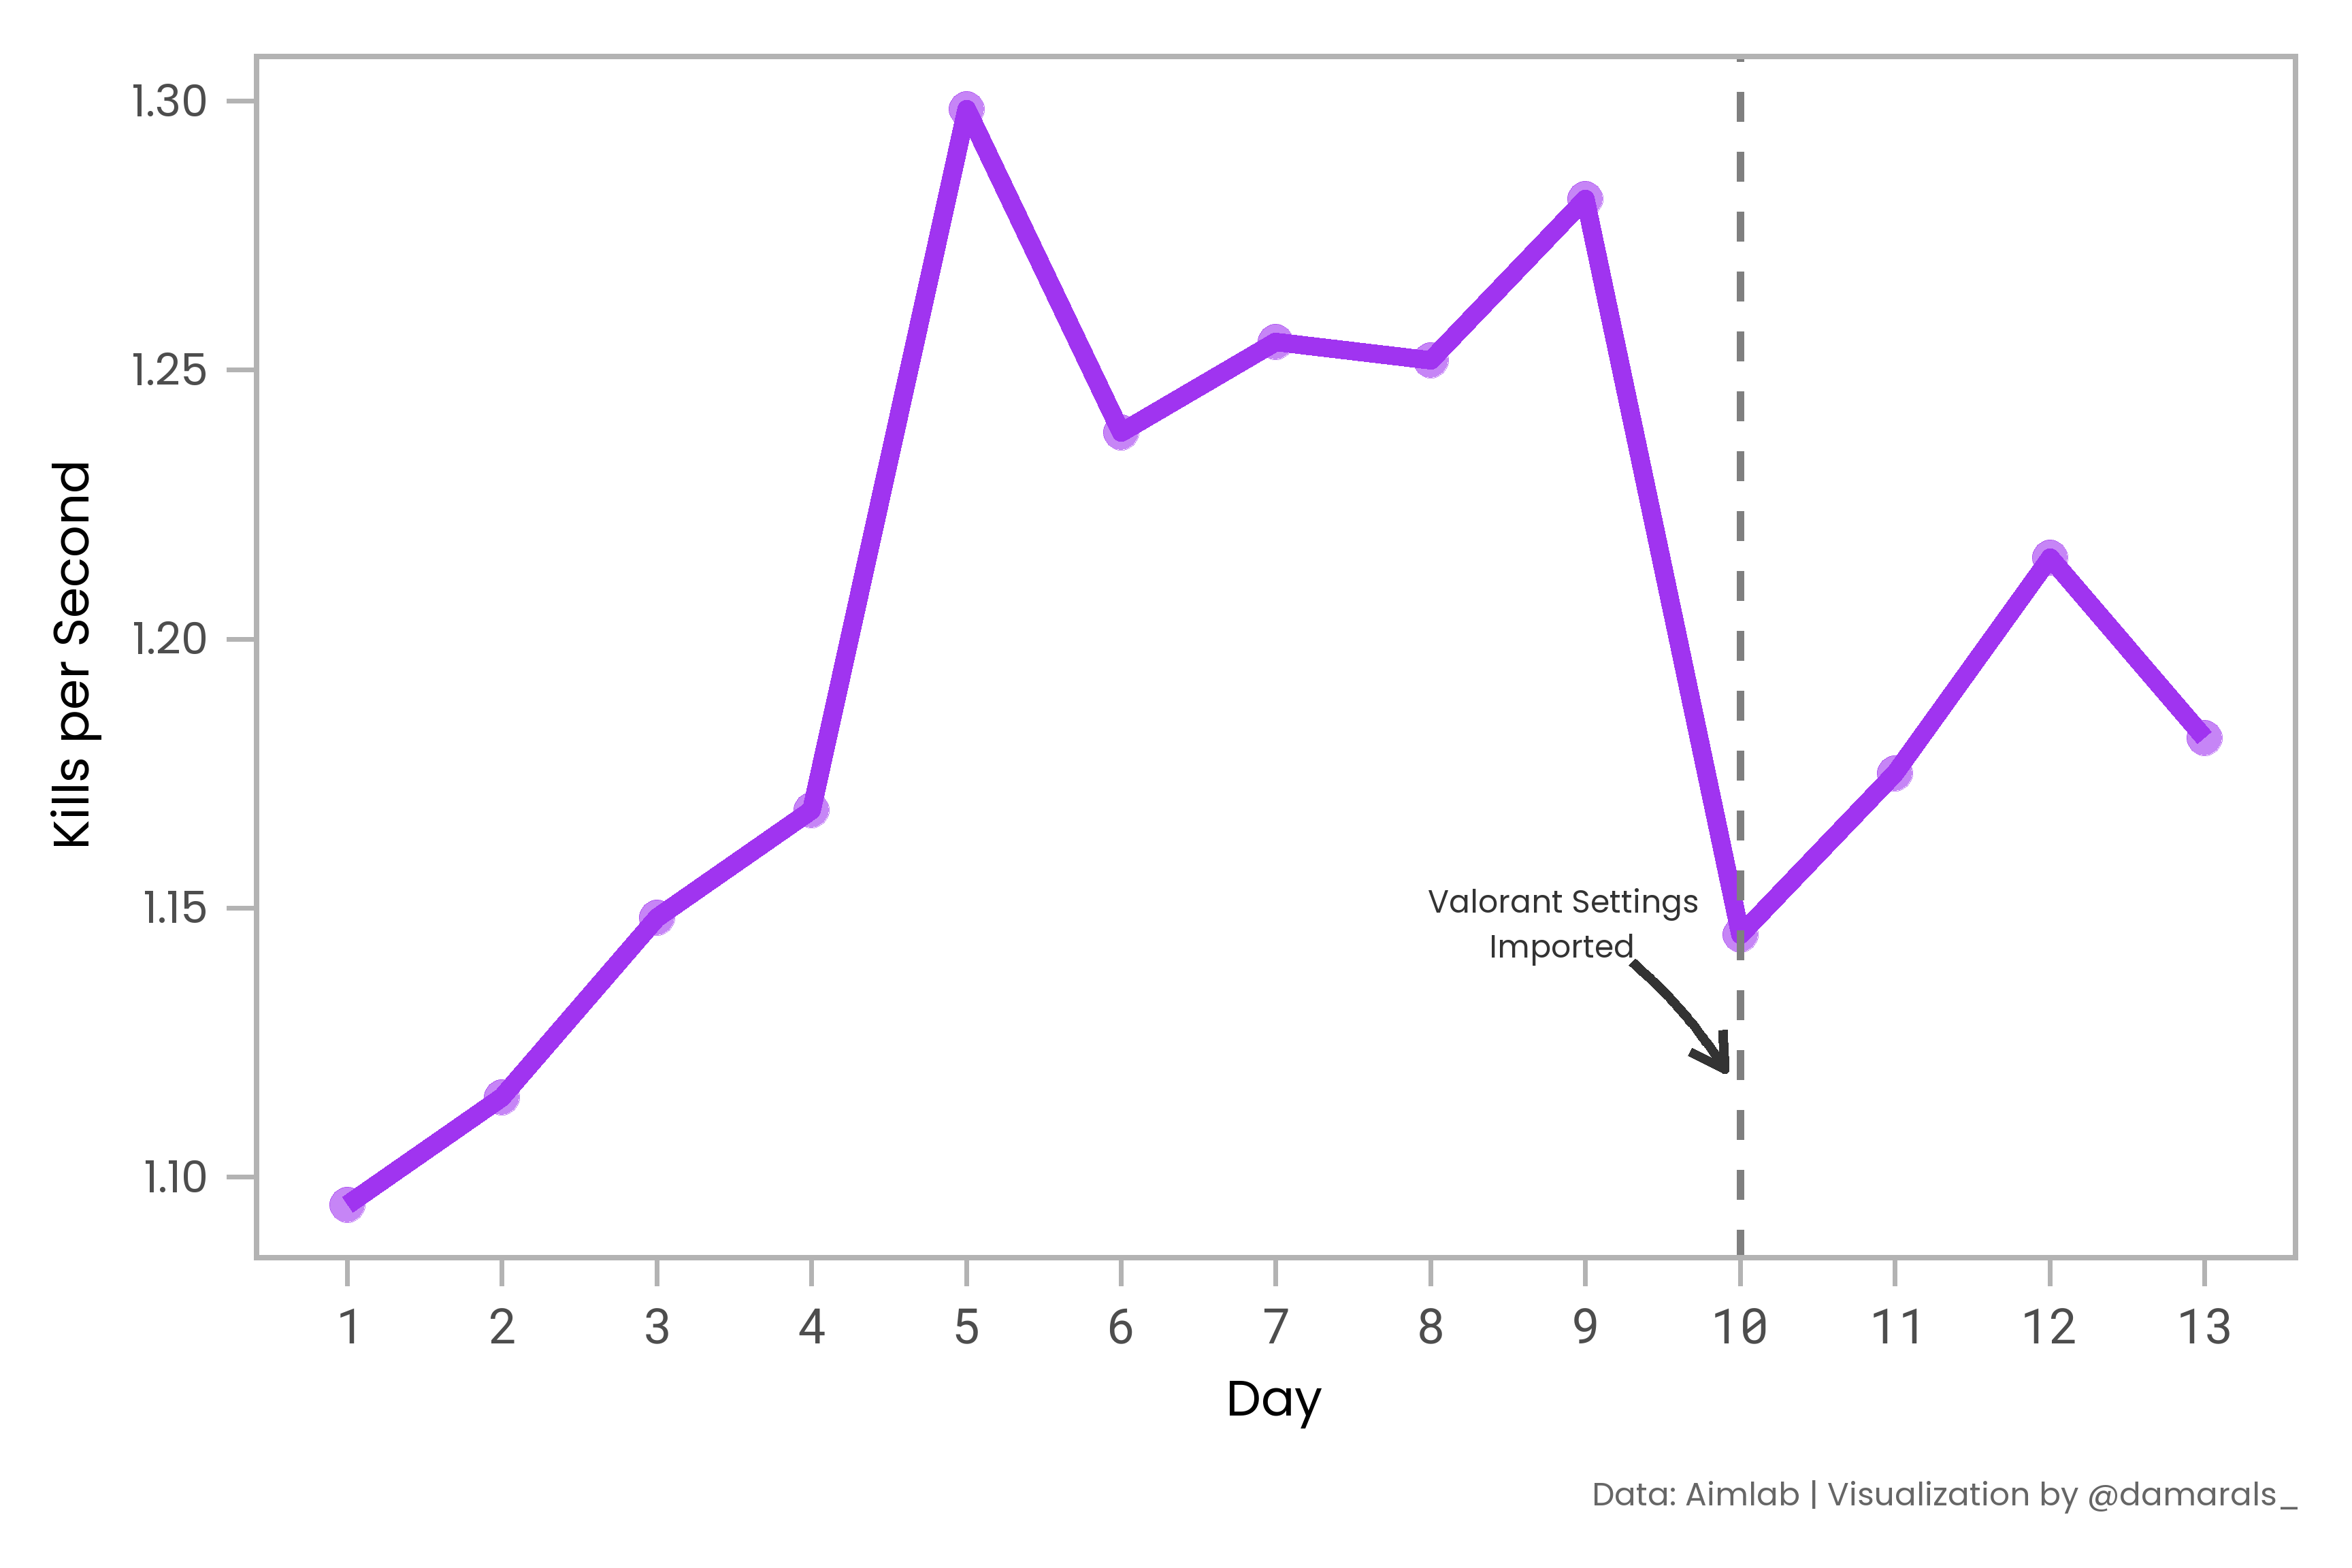 Kills per Second
1.30
1.25
1.20
1.15
1.10
Valorant Settings
Imported
1 2 3 4 5 6 7 8 9 10 11 12 13
Day
Data: Aimlab | Visualization by @damarals_